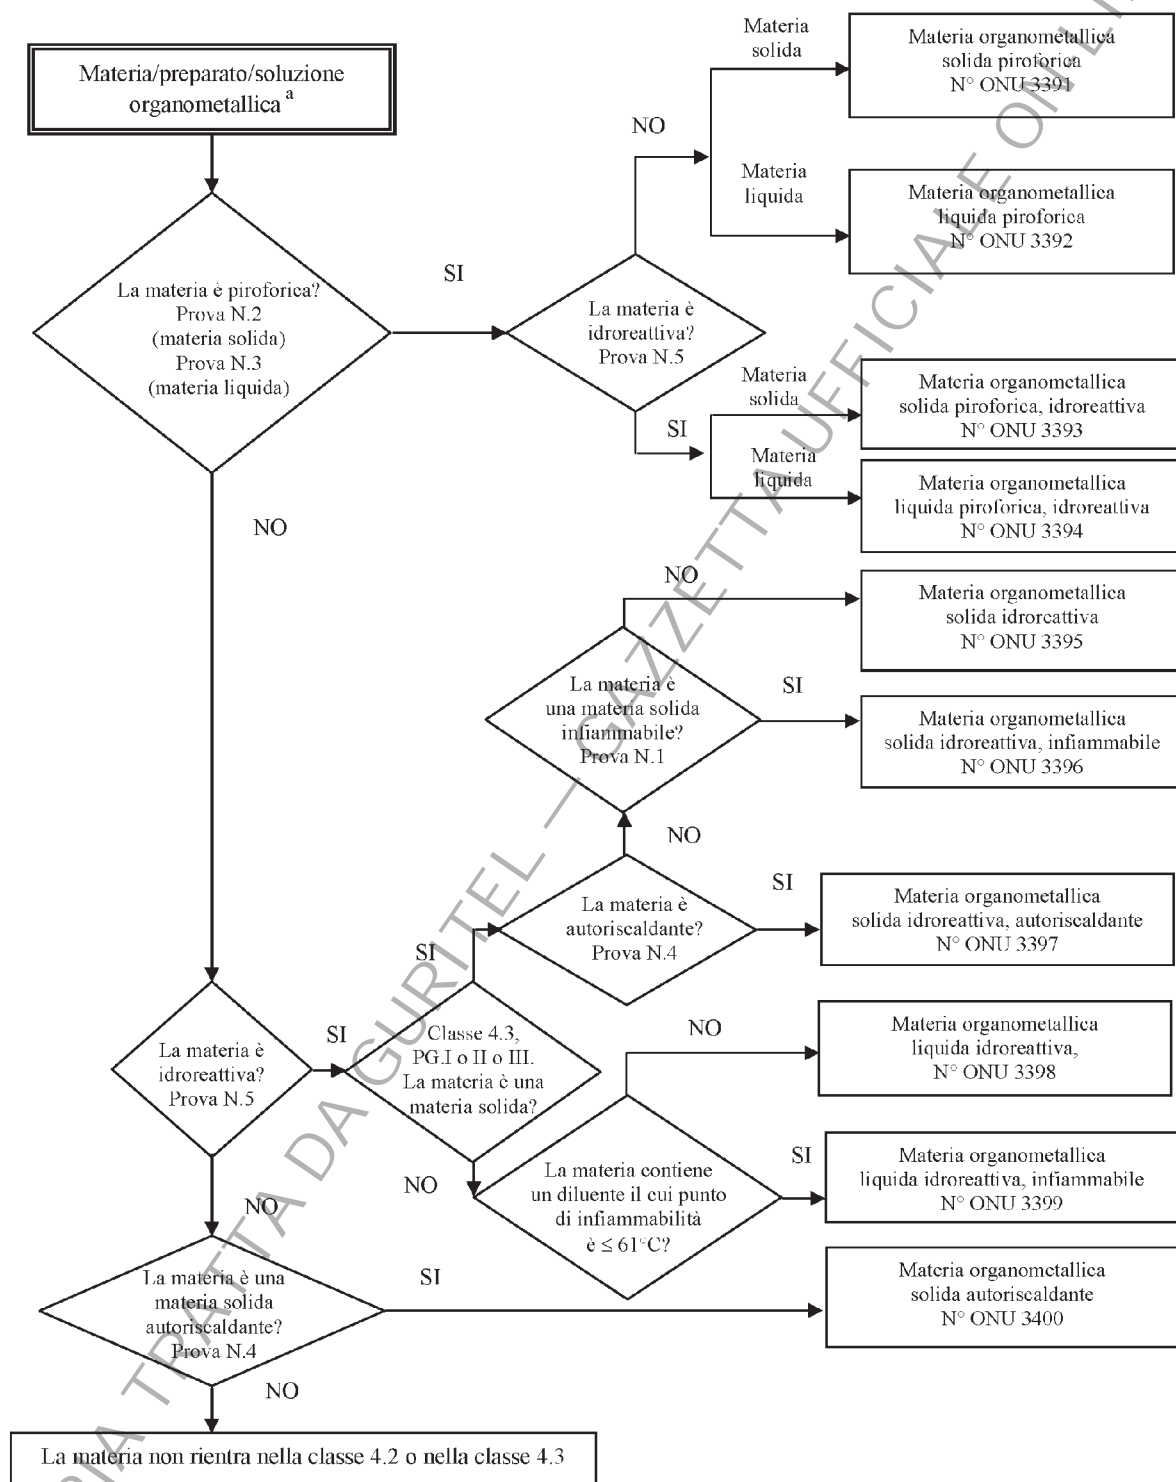 Materia/preparato/soluzione
organometallica a
La materia è piroforica?
Prova N.2
(materia solida)
Prova N.3
(materia liquida)
SI
NO
La materia è
idroreattiva?
Prova N.5
NO
Materia
solida
Materia organometallica
solida piroforica
N° ONU 3391
Materia
liquida
Materia organometallica
liquida piroforica
N° ONU 3392
SI
Materia
solida
Materia organometallica
solida piroforica, idroreattiva
N° ONU 3393
Materia
liquida
Materia organometallica
liquida piroforica, idroreattiva
N° ONU 3394
NO
Materia organometallica
solida idroreattiva
N° ONU 3395
La materia è
una materia solida
infiammabile?
Prova N.1
SI
Materia organometallica
solida idroreattiva, infiammabile
N° ONU 3396
NO
La materia è
autoriscaldante?
Prova N.4
SI
Materia organometallica
solida idroreattiva, autoriscaldante
N° ONU 3397
SI
La materia è
idroreattiva?
Prova N.5
SI
Classe 4.3,
PG.I o II o III.
La materia è una
materia solida?
NO
Materia organometallica
liquida idroreattiva,
N° ONU 3398
NO
La materia contiene
un diluente il cui punto
di infiammabilità
è ≤ 61°C?
SI
Materia organometallica
liquida idroreattiva, infiammabile
N° ONU 3399
NO
La materia è una
materia solida
autoriscaldante?
Prova N.4
SI
Materia organometallica
solida autoriscaldante
N° ONU 3400
NO
La materia non rientra nella classe 4.2 o nella classe 4.3
TRATTA DA GURITEL — GAZZETTA UFFICIALE